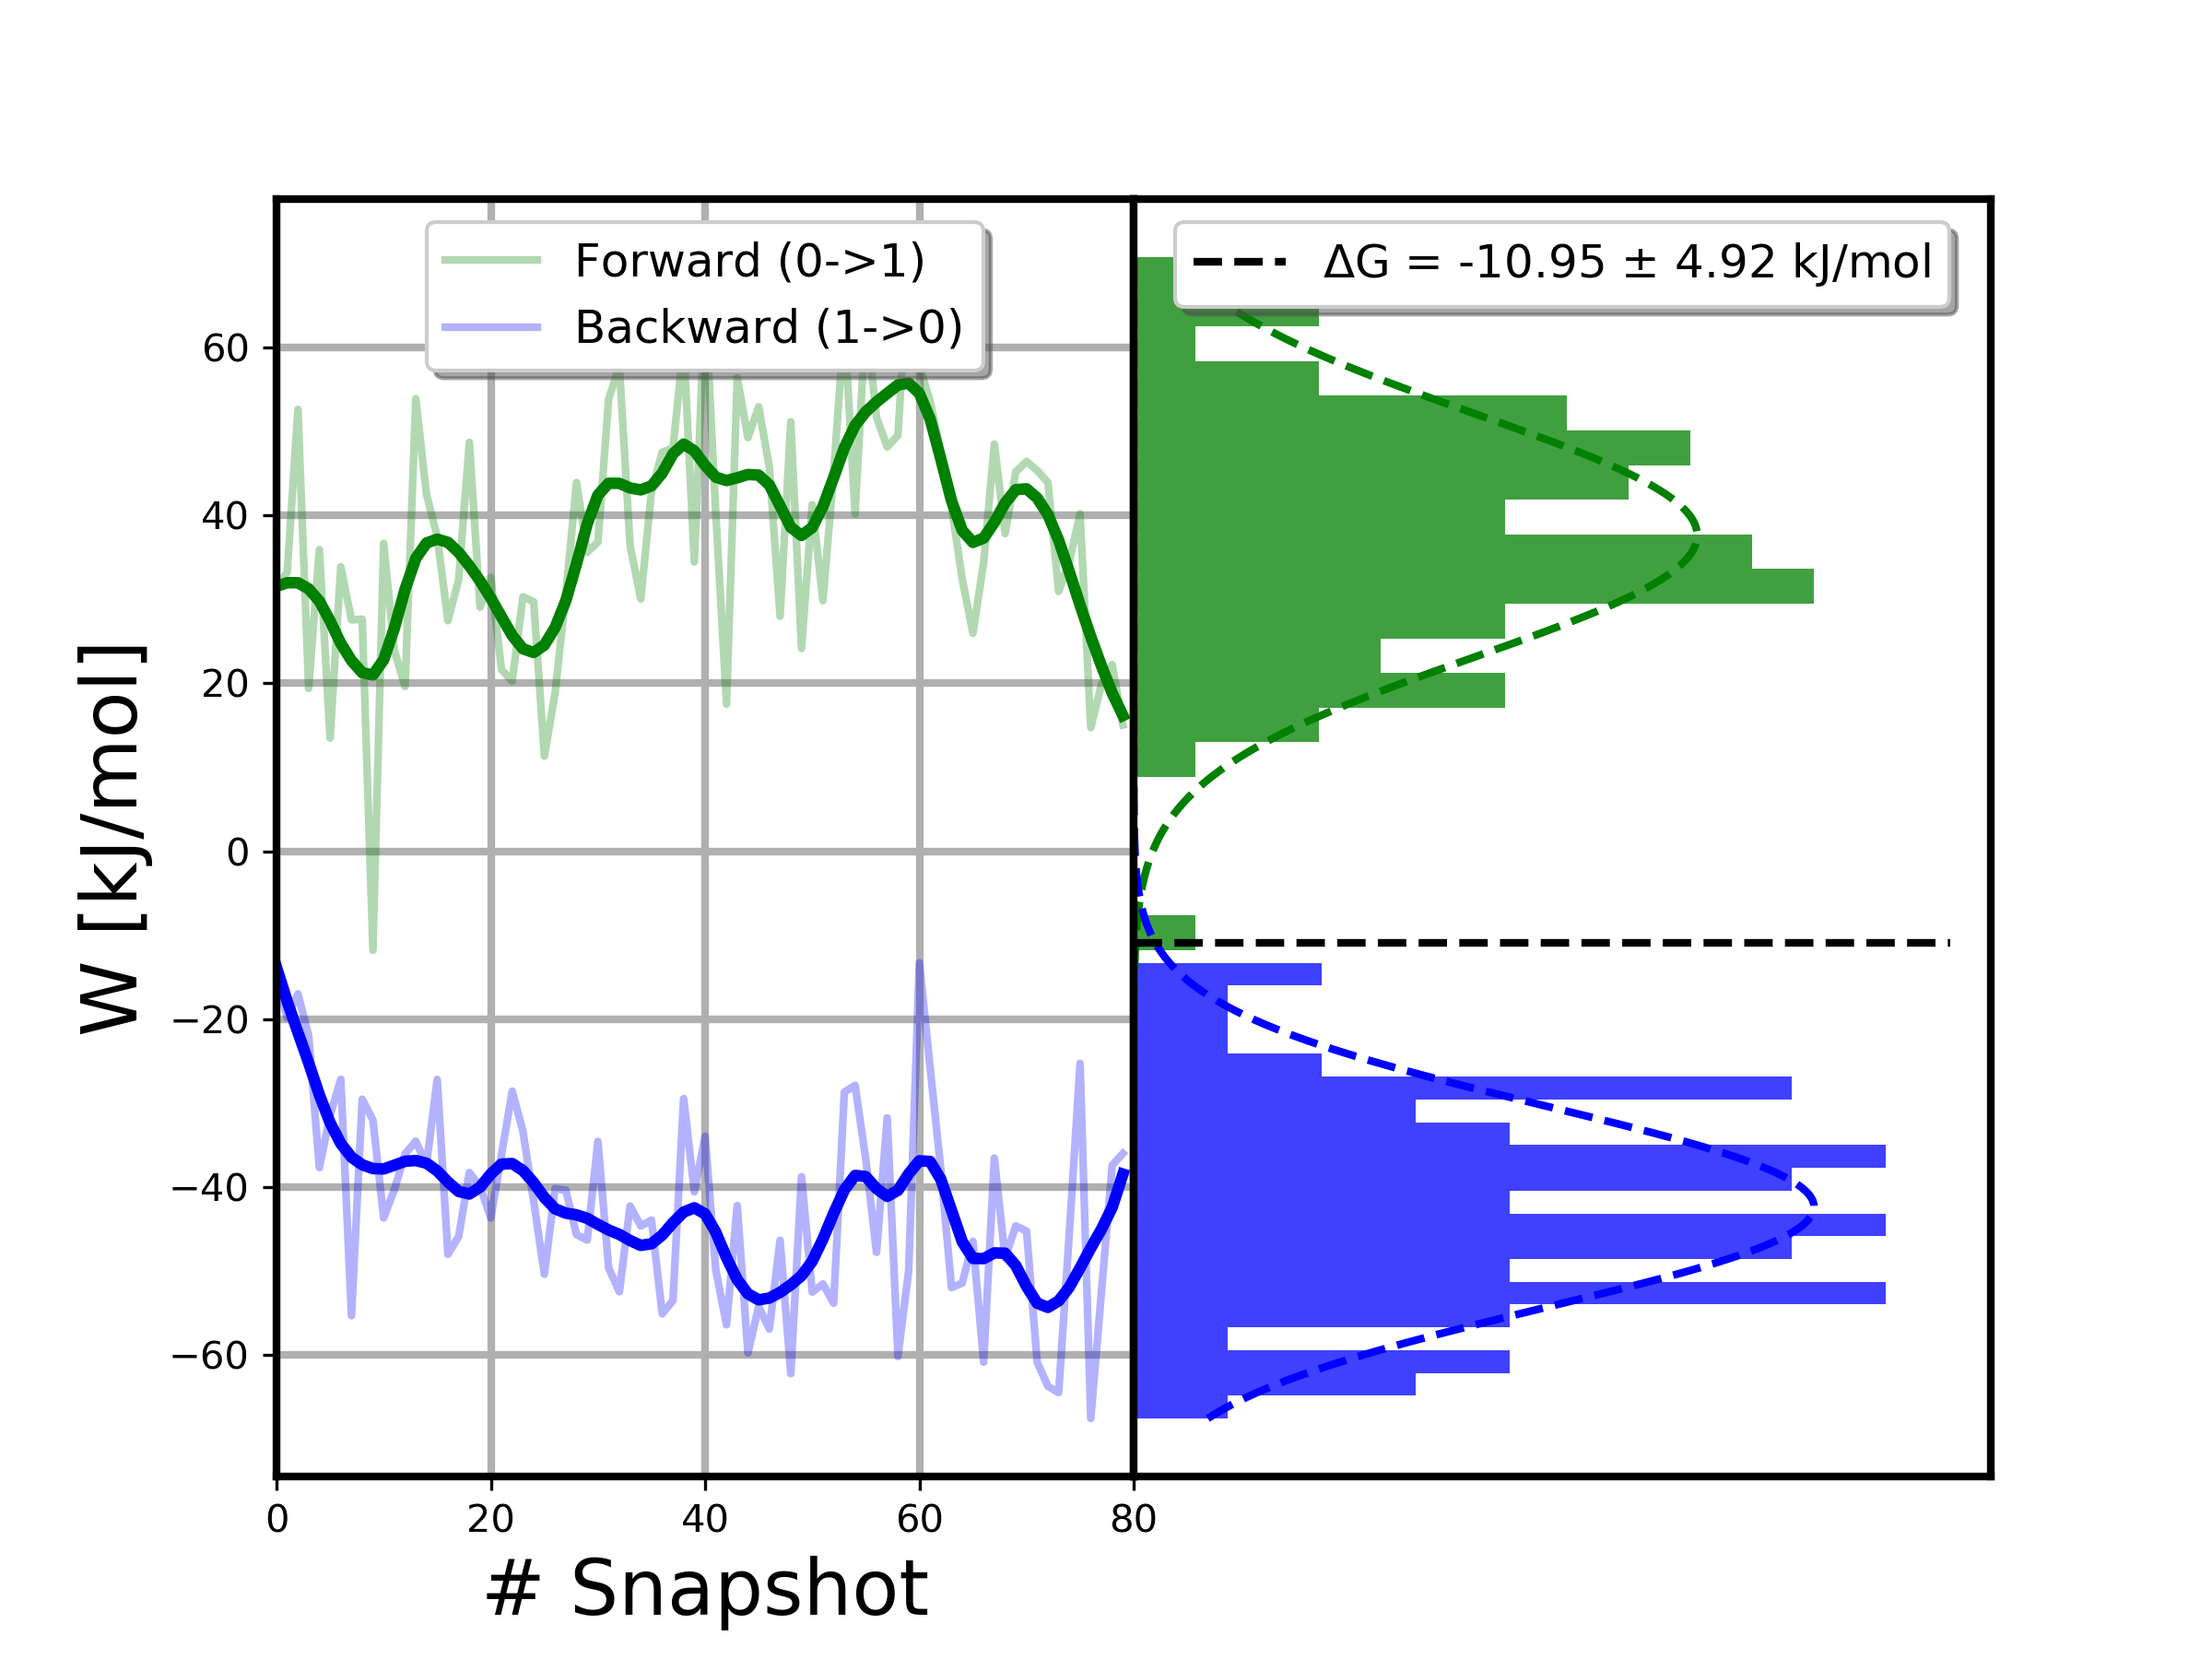 Forward (0->1)
Backward (1->0)
ΔG = -10.95 ± 4.92 kJ/mol
W [kJ/mol]
60
40
20
0
−20
−40
−60
0 20 40 60 80
# Snapshot